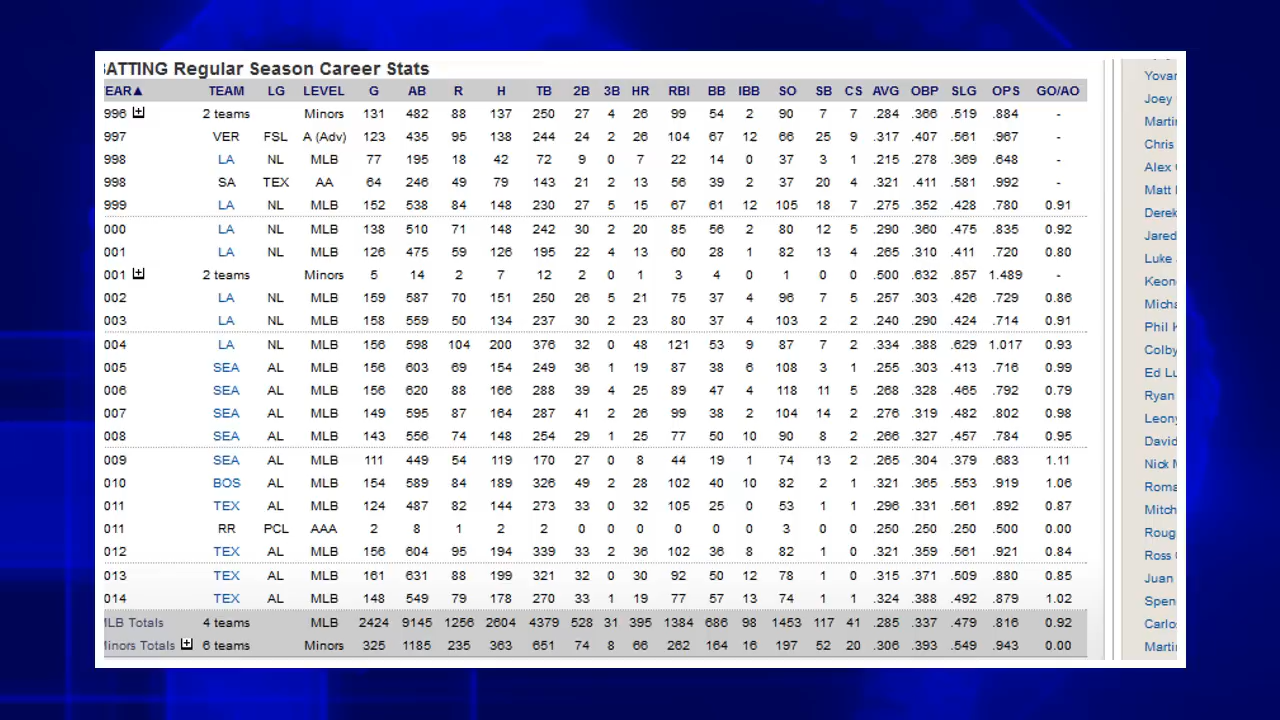 BATTING Regular Season Career Stats
EAR▲ TEAM LG LEVEL G AB R H TB 2B 3B HR RBI BB IBB SO SB CS AVG OBP SLG OPS GO/AO
996 2 teams Minors 131 482 88 137 250 27 4 26 99 54 2 90 7 7 .284 .366 .519 .884 -
997 VER FSL A (Adv) 123 435 95 138 244 24 2 26 104 67 12 66 25 9 .317 .407 .561 .967 -
998 LA NL MLB 77 195 18 42 72 9 0 7 22 14 0 37 3 1 .215 .278 .369 .648 -
998 SA TEX AA 64 246 49 79 143 21 2 13 56 39 2 37 20 4 .321 .411 .581 .992 -
999 LA NL MLB 152 538 84 148 230 27 5 15 67 61 12 105 18 7 .275 .352 .428 .780 0.91
000 LA NL MLB 138 510 71 148 242 30 2 20 85 56 2 80 12 5 .290 .360 .475 .835 0.92
001 LA NL MLB 126 475 59 126 195 22 4 13 60 28 1 82 13 4 .265 .310 .411 .720 0.80
001 2 teams Minors 5 14 2 7 12 2 0 1 3 4 0 1 0 0 .500 .632 .857 1.489 -
002 LA NL MLB 159 587 70 151 250 26 5 21 75 37 4 96 7 5 .257 .303 .426 .729 0.86
003 LA NL MLB 158 559 50 134 237 30 2 23 80 37 4 103 2 2 .240 .290 .424 .714 0.91
004 LA NL MLB 156 598 104 200 376 32 0 48 121 53 9 87 7 2 .334 .388 .629 1.017 0.93
005 SEA AL MLB 156 603 69 154 249 36 1 19 87 38 6 108 3 1 .255 .303 .413 .716 0.99
006 SEA AL MLB 156 620 88 166 288 39 4 25 89 47 4 118 11 5 .268 .328 .465 .792 0.79
007 SEA AL MLB 149 595 87 164 287 41 2 26 99 38 2 104 14 2 .276 .319 .482 .802 0.98
008 SEA AL MLB 143 556 74 148 254 29 1 25 77 50 10 90 8 2 .266 .327 .457 .784 0.95
009 SEA AL MLB 111 449 54 119 170 27 0 8 44 19 1 74 13 2 .265 .304 .379 .683 1.11
010 BOS AL MLB 154 589 84 189 326 49 2 28 102 40 10 82 2 1 .321 .365 .553 .919 1.06
011 TEX AL MLB 124 487 82 144 273 33 0 32 105 25 0 53 1 1 .296 .331 .561 .892 0.87
011 RR PCL AAA 2 8 1 2 2 0 0 0 0 0 0 3 0 0 .250 .250 .250 .500 0.00
012 TEX AL MLB 156 604 95 194 339 33 2 36 102 36 8 82 1 0 .321 .359 .561 .921 0.84
013 TEX AL MLB 161 631 88 199 321 32 0 30 92 50 12 78 1 0 .315 .371 .509 .880 0.85
014 TEX AL MLB 148 549 79 178 270 33 1 19 77 57 13 74 1 1 .324 .388 .492 .879 1.02
MLB Totals 4 teams MLB 2424 9145 1256 2604 4379 528 31 395 1384 686 98 1453 117 41 .285 .337 .479 .816 0.92
Minors Totals 6 teams Minors 325 1185 235 363 651 74 8 66 262 164 16 197 52 20 .306 .393 .549 .943 0.00
Yovan
Joey
Martin
Chris
Alex
Matt
Derek
Jared
Luke
Keon
Micha
Phil
Colby
Ed Lu
Ryan
Leony
David
Nick M
Roma
Mitch
Roug
Ross
Juan
Spen
Carlo
Martin